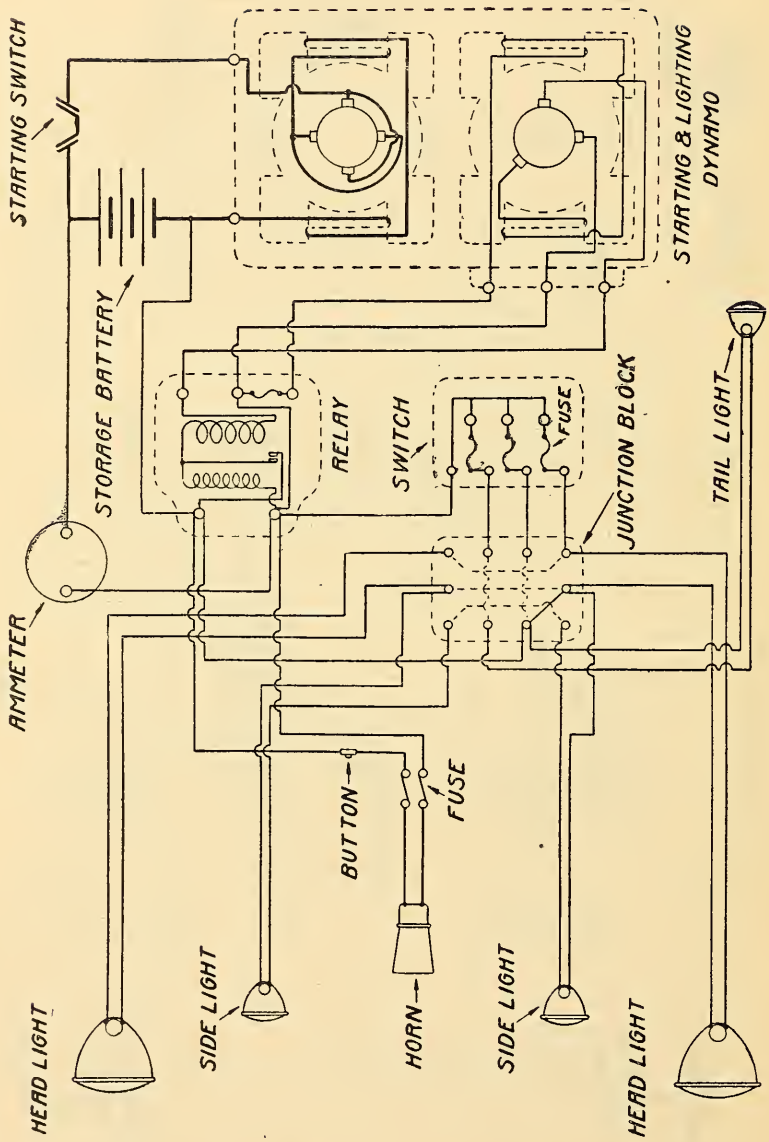 STARTING SWITCH
STORAGE BATTERY
AMMETER
STARTING & LIGHTING
DYNAMO
RELAY
SWITCH
FUSE
JUNCTION BLOCK
TAIL LIGHT
BUTTON
FUSE
HORN
HEAD LIGHT
SIDE LIGHT
SIDE LIGHT
HEAD LIGHT